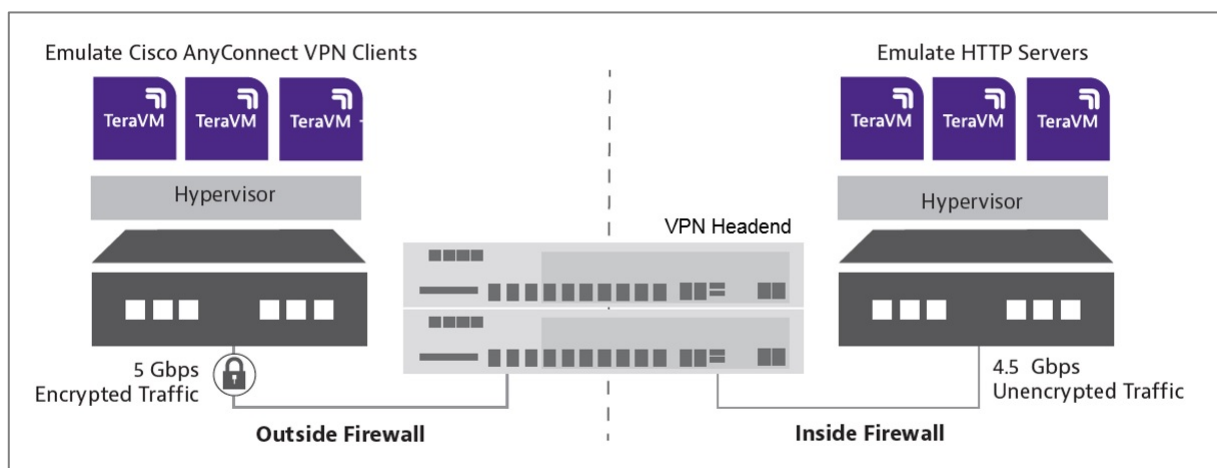 Emulate Cisco AnyConnect VPN Clients
Emulate HTTP Servers
TeraVM
TeraVM
TeraVM
TeraVM
TeraVM
TeraVM
Hypervisor
Hypervisor
VPN Headend
5 Gbps
Encrypted Traffic
4.5 Gbps
Unencrypted Traffic
Outside Firewall
Inside Firewall